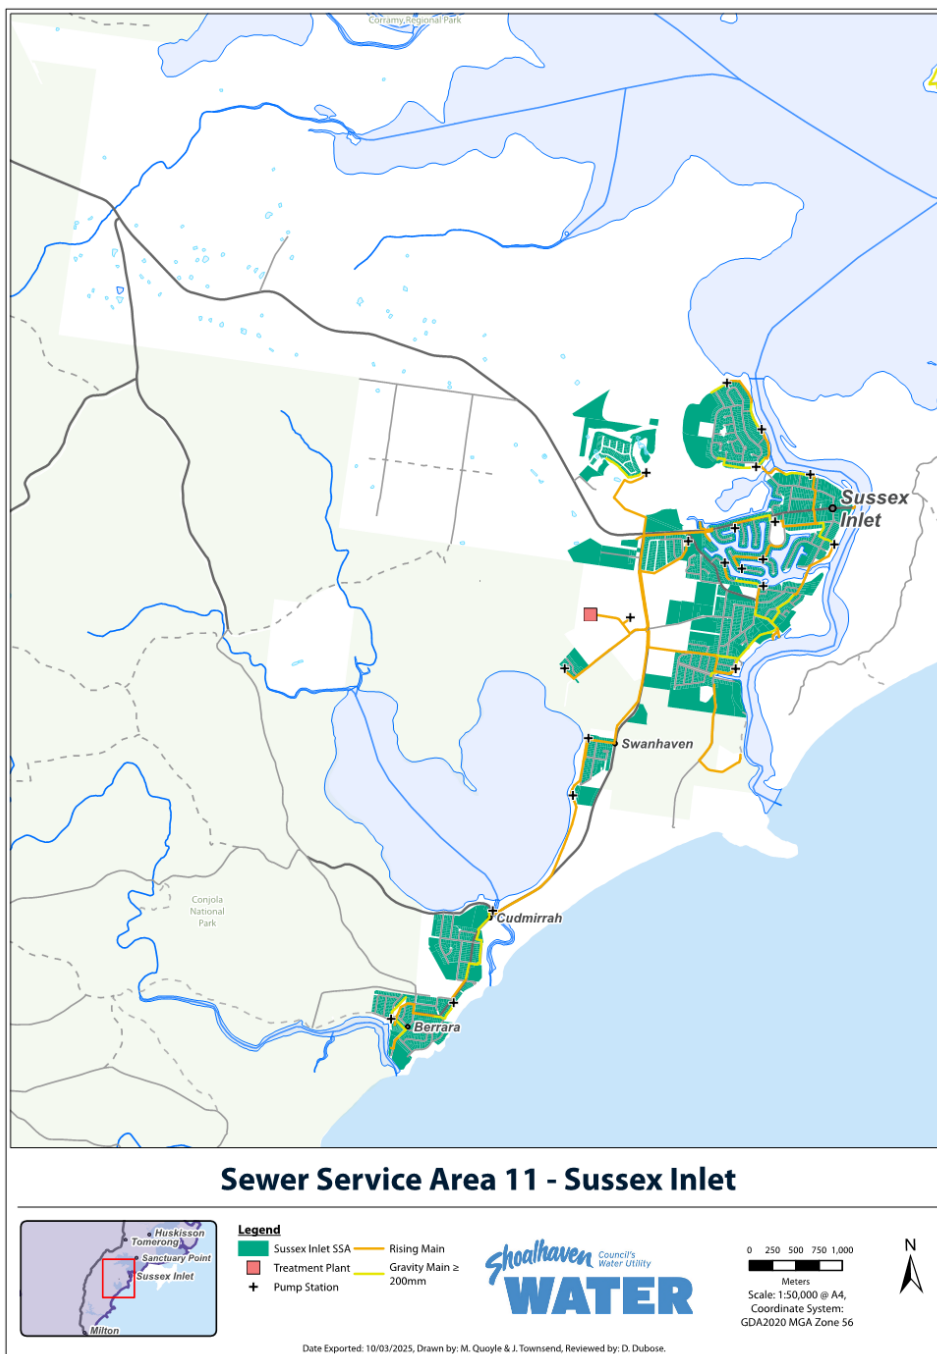 Corramy Regional Park
Sussex
Inlet
Swanhaven
Conjola
National
Park
Cudmirrah
Berrara
Sewer Service Area 11 - Sussex Inlet
Huskisson
Tomerong
Sanctuary Point
Sussex Inlet
Milton
Legend
Sussex Inlet SSA
Rising Main
Treatment Plant
Gravity Main ≥
200mm
Pump Station
Shoalhaven
Council's
Water Utility
WATER
0 250 500 750 1,000
Meters
Scale: 1:50,000 @ A4,
Coordinate System:
GDA2020 MGA Zone 56
N
Date Exported: 10/03/2025, Drawn by: M. Quoyle & J. Townsend, Reviewed by: D. Dubose.